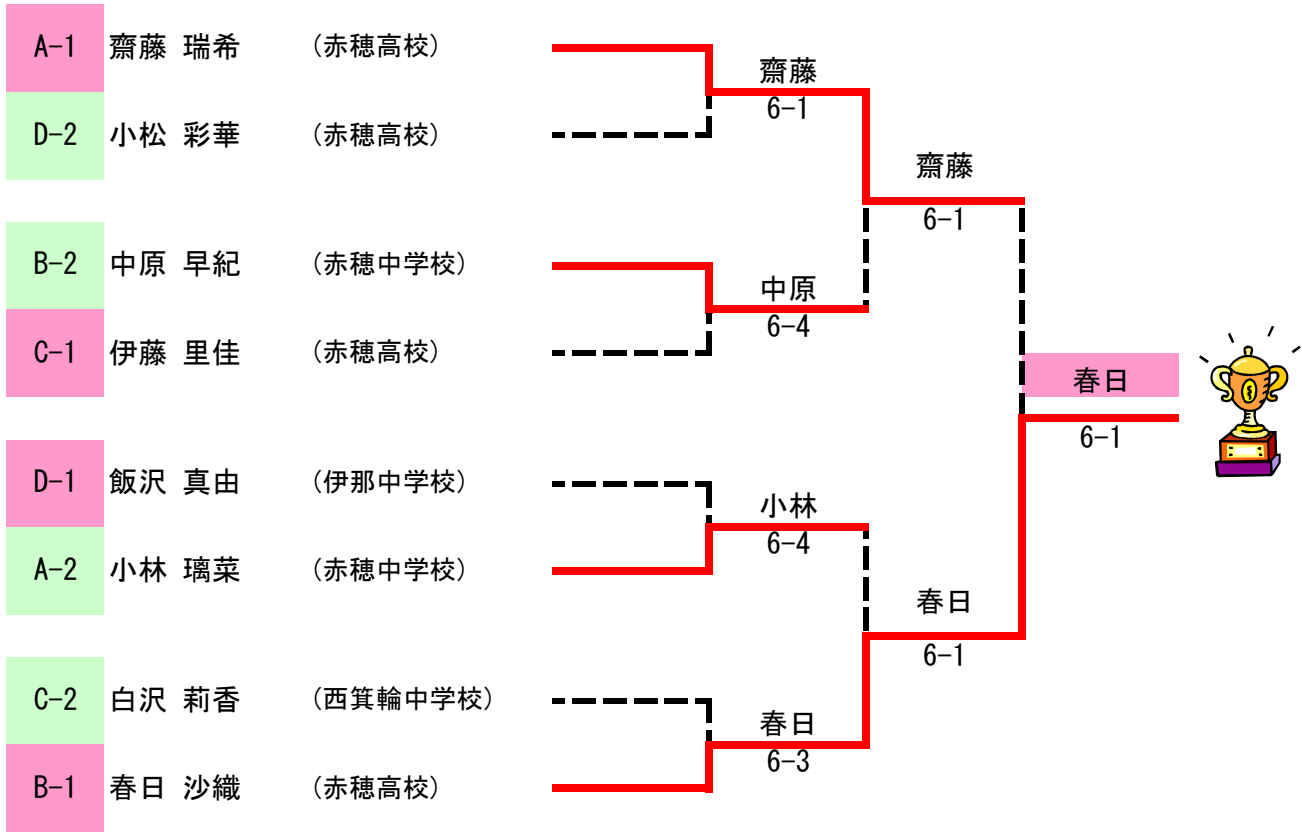 A-1 齋藤 瑞希 (赤穂高校)
齋藤
6-1
D-2 小松 彩華 (赤穂高校)
齋藤
6-1
B-2 中原 早紀 (赤穂中学校)
中原
6-4
C-1 伊藤 里佳 (赤穂高校)
春日
6-1
D-1 飯沢 真由 (伊那中学校)
小林
6-4
A-2 小林 璃菜 (赤穂中学校)
春日
6-1
C-2 白沢 莉香 (西箕輪中学校)
春日
6-3
B-1 春日 沙織 (赤穂高校)